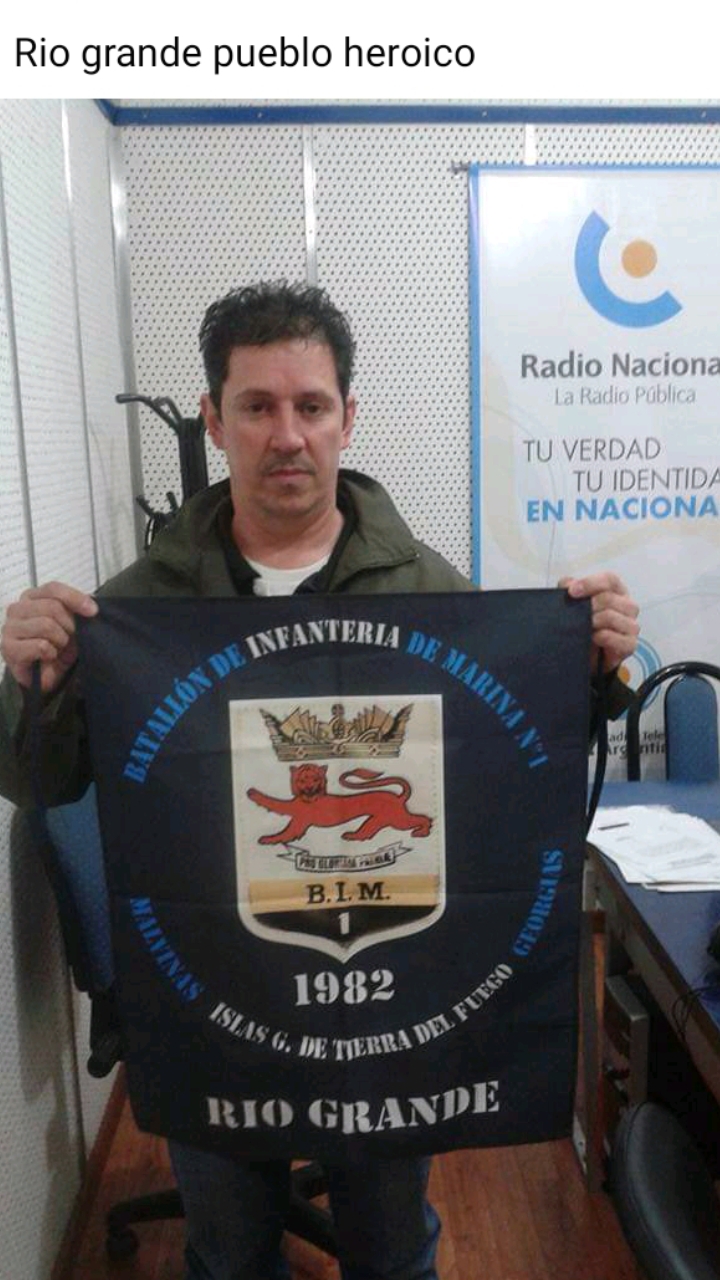 Rio grande pueblo heroico
Radio Naciona
La Radio Pública
TU VERDAD
TU IDENTIDA
EN NACIONA
BATALLÓN DE INFANTERIA DE MARINA Nº1
PRO GLORIAM PATRIAE
B.I.M.
1
1982
MALVINAS ISLAS G. DE TIERRA DEL FUEGO GEORGIAS
RIO GRANDE